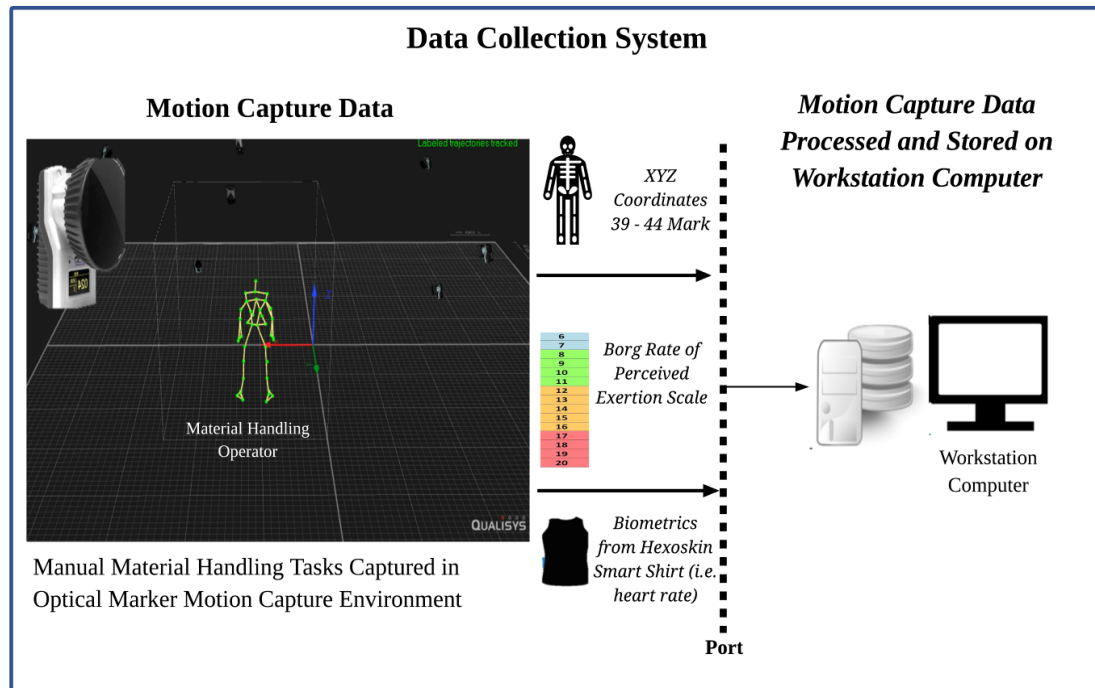 Data Collection System
Motion Capture Data
Labeled trajectories tracked
Material Handling
Operator
QUALISYS
Manual Material Handling Tasks Captured in
Optical Marker Motion Capture Environment
XYZ
Coordinates
39 - 44 Mark
6
7
8
9
10
11
12
13
14
15
16
17
18
19
20
Borg Rate of
Perceived
Exertion Scale
Biometrics
from Hexoskin
Smart Shirt (i.e.
heart rate)
Port
Motion Capture Data
Processed and Stored on
Workstation Computer
Workstation
Computer